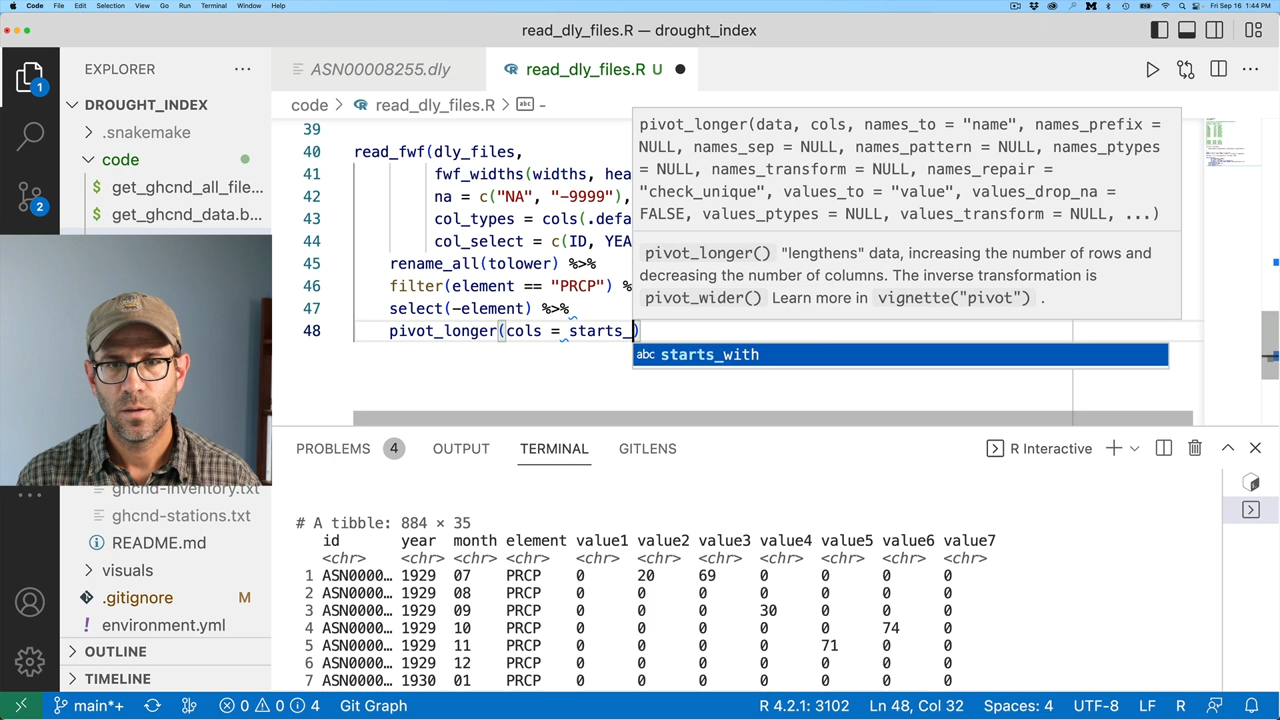 Code File Edit Selection View Go Run Terminal Window Help Fri Sep 16 1:44 PM
read_dly_files.R — drought_index
EXPLORER
ASN00008255.dly
read_dly_files.R U
DROUGHT_INDEX
code > read_dly_files.R > abc -
.snakemake
code
get_ghcnd_all_file...
get_ghcnd_data.b...
1
2
39
40 read_fwf(dly_files,
41 fwf_widths(widths, hea
42 na = c("NA", "-9999"),
43 col_types = cols(.defa
44 col_select = c(ID, YEA
45 rename_all(tolower) %>%
46 filter(element == "PRCP") %
47 select(-element) %>%
48 pivot_longer(cols = starts_)
pivot_longer(data, cols, names_to = "name", names_prefix =
NULL, names_sep = NULL, names_pattern = NULL, names_ptypes
= NULL, names_transform = NULL, names_repair =
"check_unique", values_to = "value", values_drop_na =
FALSE, values_ptypes = NULL, values_transform = NULL, ...)
pivot_longer() "lengthens" data, increasing the number of rows and
decreasing the number of columns. The inverse transformation is
pivot_wider() Learn more in vignette("pivot") .
abc starts_with
PROBLEMS 4 OUTPUT TERMINAL GITLENS
R Interactive
ghcnd-inventory.txt
ghcnd-stations.txt
README.md
visuals
.gitignore M
environment.yml
OUTLINE
TIMELINE
# A tibble: 884 × 35
id year month element value1 value2 value3 value4 value5 value6 value7
<chr> <chr> <chr> <chr> <chr> <chr> <chr> <chr> <chr> <chr> <chr>
1 ASN0000… 1929 07 PRCP 0 20 69 0 0 0 0
2 ASN0000… 1929 08 PRCP 0 0 0 0 0 0 0
3 ASN0000… 1929 09 PRCP 0 0 0 30 0 0 0
4 ASN0000… 1929 10 PRCP 0 0 0 0 0 74 0
5 ASN0000… 1929 11 PRCP 0 0 0 0 71 0 0
6 ASN0000… 1929 12 PRCP 0 0 0 0 0 0 0
7 ASN0000… 1930 01 PRCP 0 0 0 0 0 0 0
main*+ 0 0 4 Git Graph R 4.2.1: 3102 Ln 48, Col 32 Spaces: 4 UTF-8 LF R